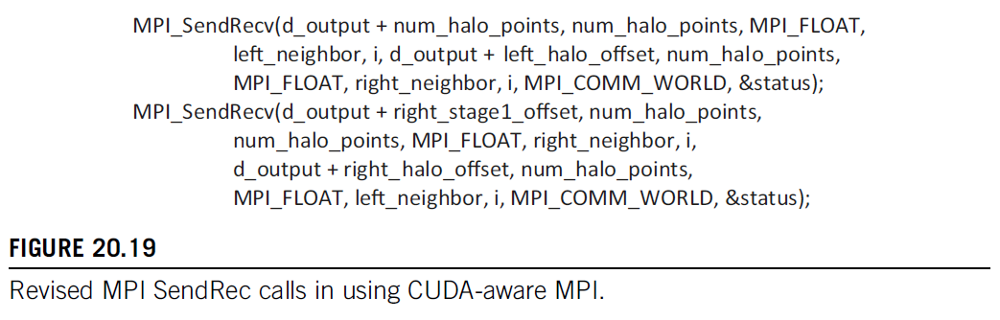 MPI_SendRecv(d_output + num_halo_points, num_halo_points, MPI_FLOAT,
left_neighbor, i, d_output + left_halo_offset, num_halo_points,
MPI_FLOAT, right_neighbor, i, MPI_COMM_WORLD, &status);
MPI_SendRecv(d_output + right_stage1_offset, num_halo_points,
num_halo_points, MPI_FLOAT, right_neighbor, i,
d_output + right_halo_offset, num_halo_points,
MPI_FLOAT, left_neighbor, i, MPI_COMM_WORLD, &status);
FIGURE 20.19
Revised MPI SendRec calls in using CUDA-aware MPI.